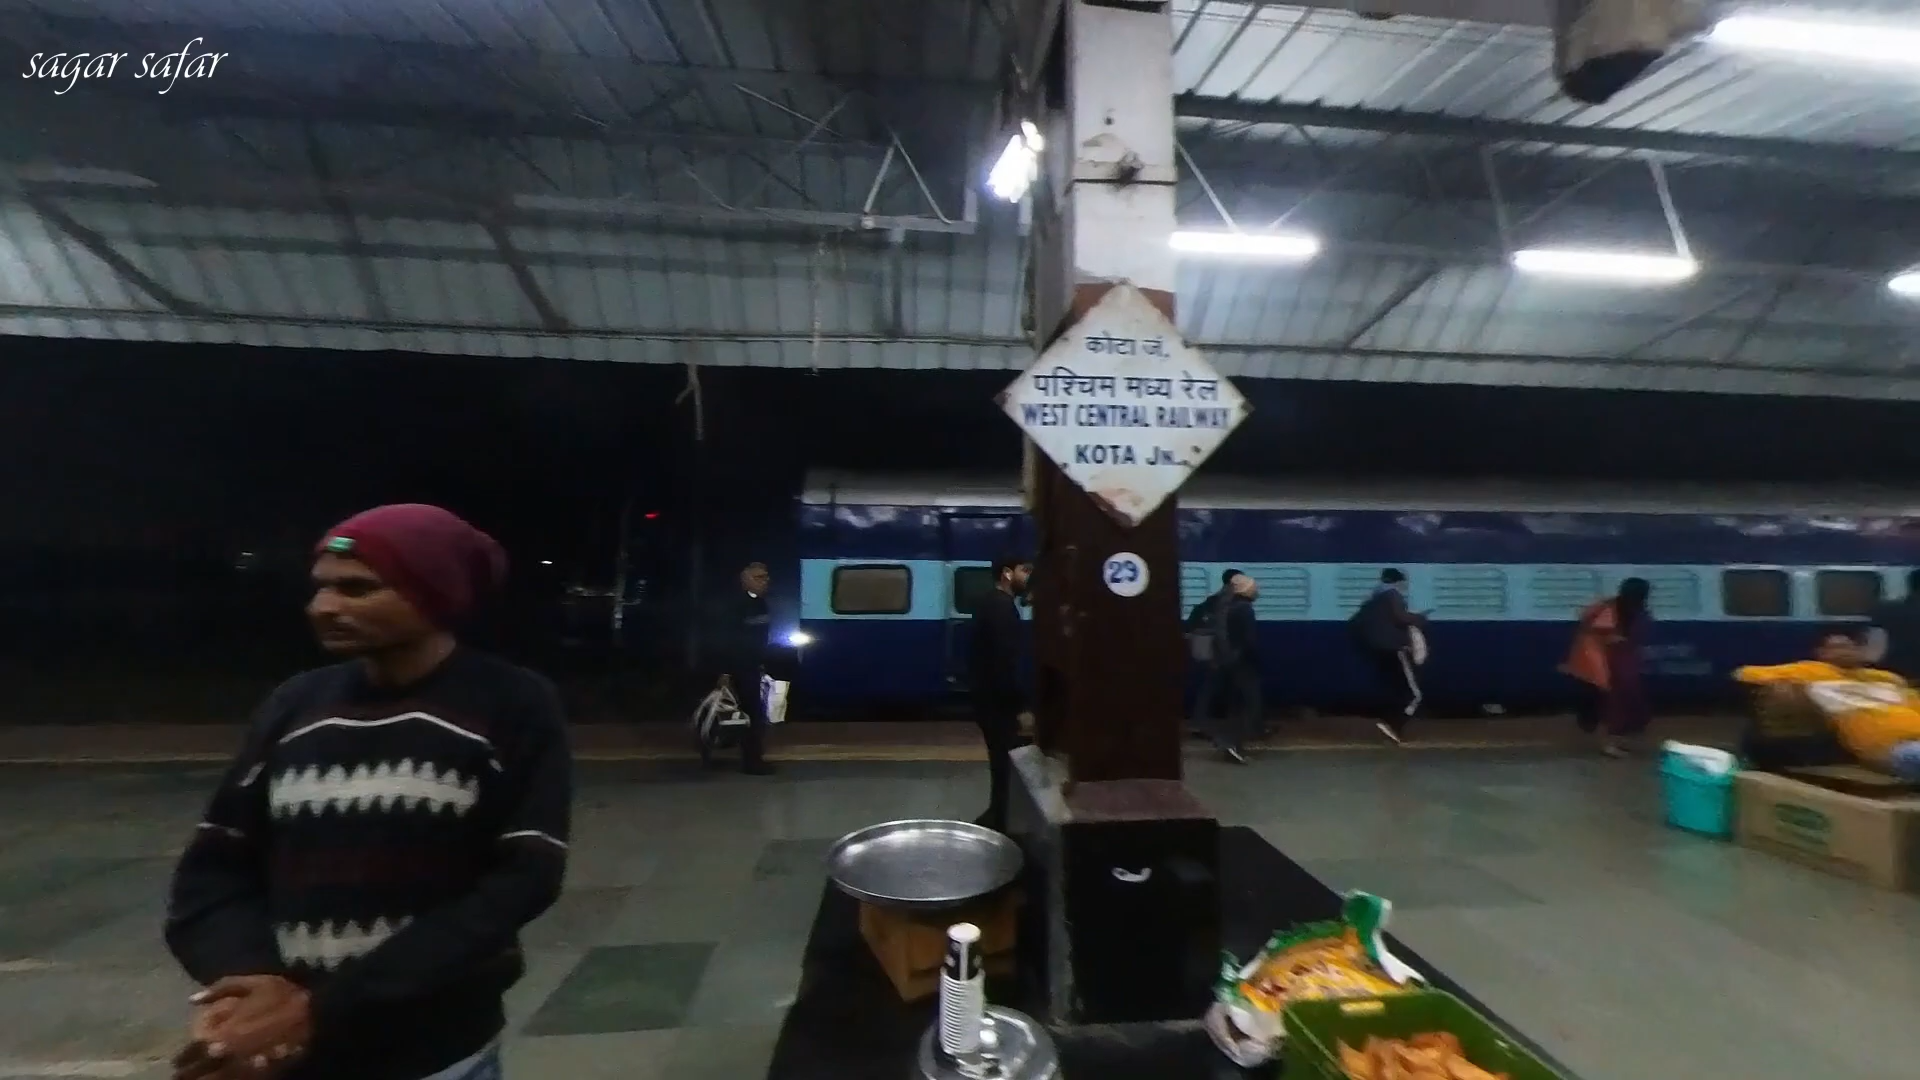 sagar safar
कोटा जं.
पश्चिम मध्य रेल
WEST CENTRAL RAILWAY
KOTA JN.
29